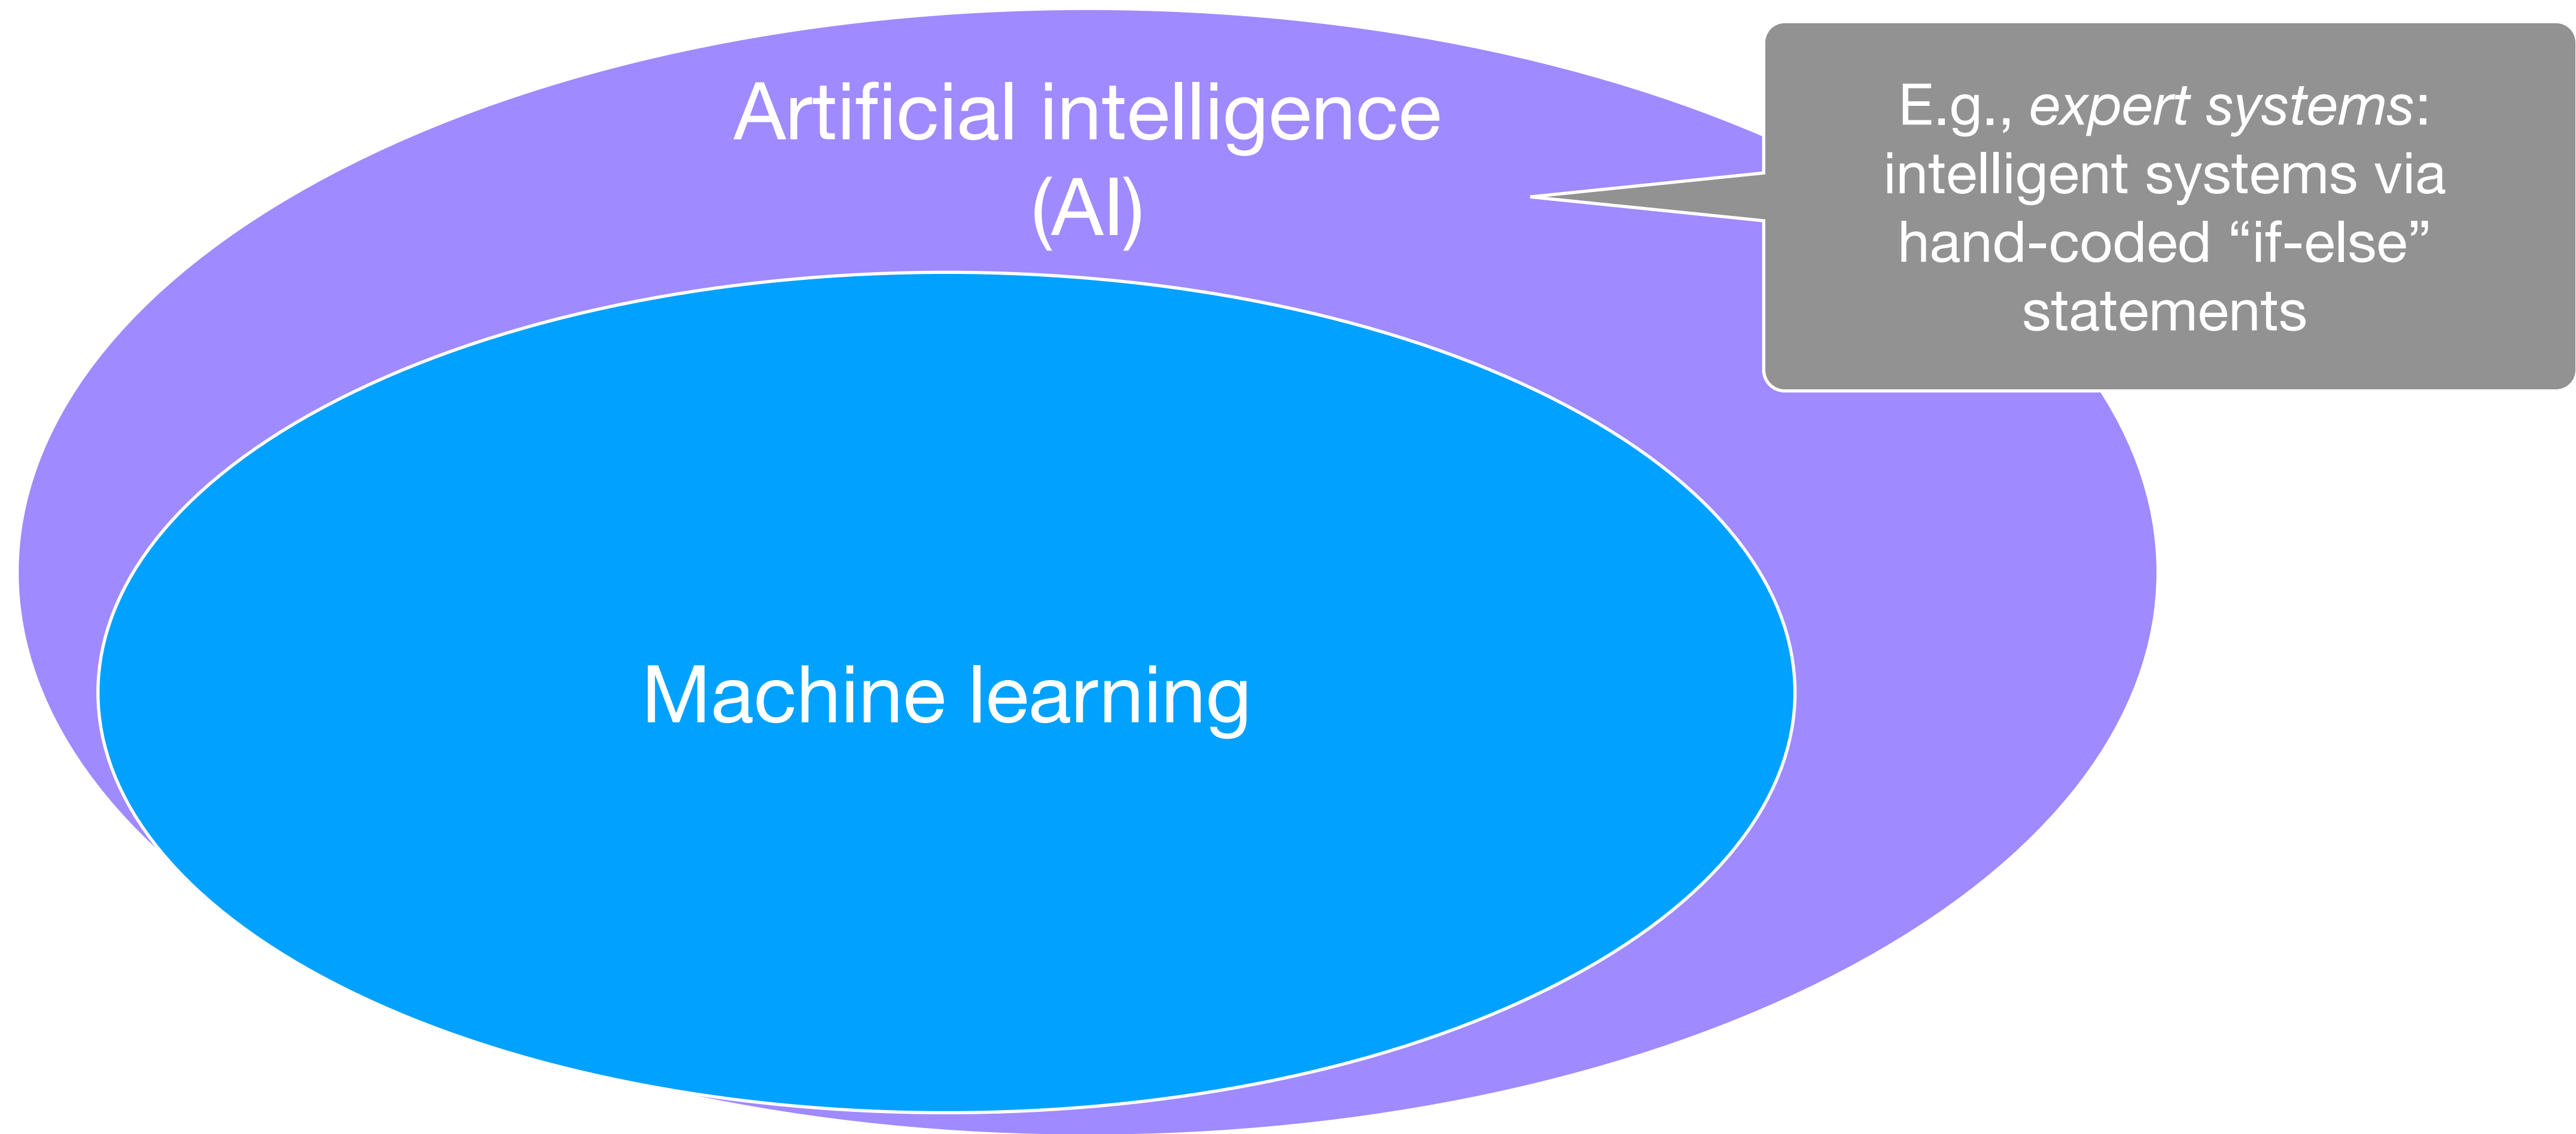 Artificial intelligence
(AI)
E.g., expert systems:
intelligent systems via
hand-coded “if-else”
statements
Machine learning